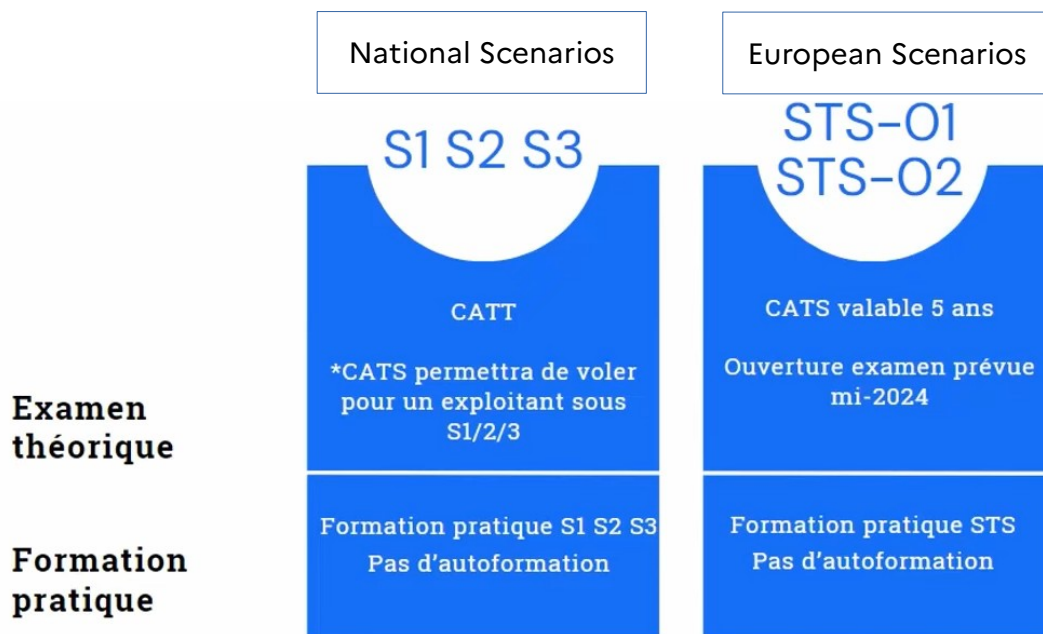 National Scenarios
European Scenarios
S1 S2 S3
STS-01
STS-02
Examen
théorique
CATT
*CATS permettra de voler
pour un exploitant sous
S1/2/3
CATS valable 5 ans
Ouverture examen prévue
mi-2024
Formation
pratique
Formation pratique S1 S2 S3
Pas d'autoformation
Formation pratique STS
Pas d'autoformation